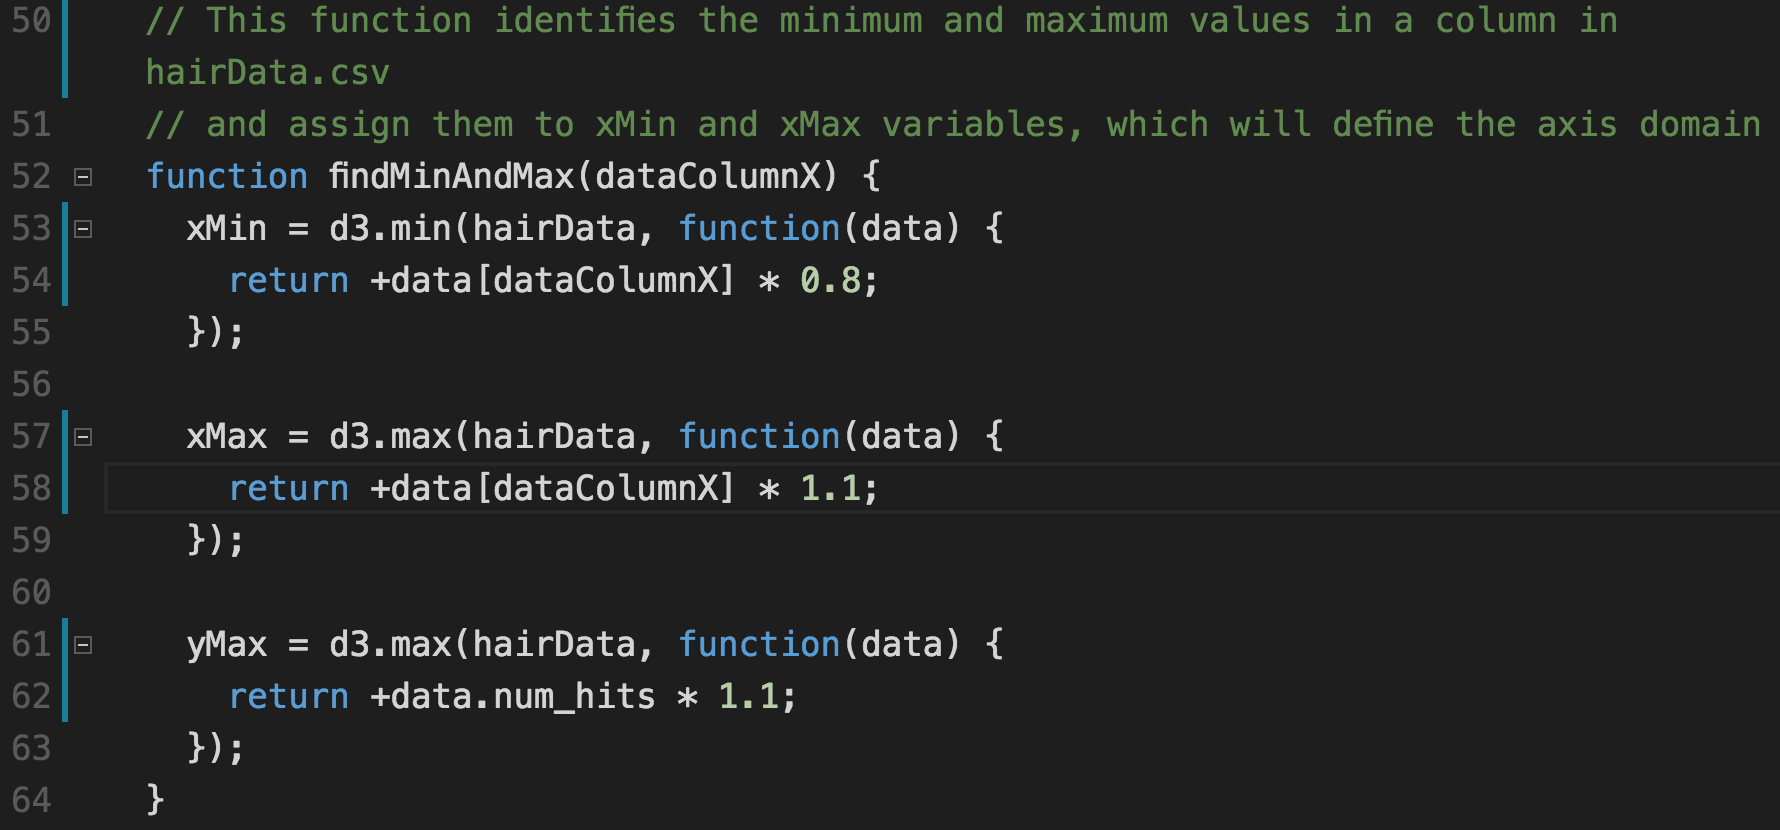 50 // This function identifies the minimum and maximum values in a column in
hairData.csv
51 // and assign them to xMin and xMax variables, which will define the axis domain
52 function findMinAndMax(dataColumnX) {
53 xMin = d3.min(hairData, function(data) {
54 return +data[dataColumnX] * 0.8;
55 });
56
57 xMax = d3.max(hairData, function(data) {
58 return +data[dataColumnX] * 1.1;
59 });
60
61 yMax = d3.max(hairData, function(data) {
62 return +data.num_hits * 1.1;
63 });
64 }